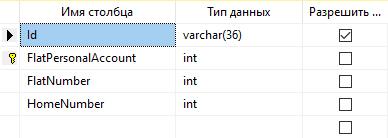 Имя столбца Тип данных Разрешить ...
Id varchar(36)
FlatPersonalAccount int
FlatNumber int
HomeNumber int